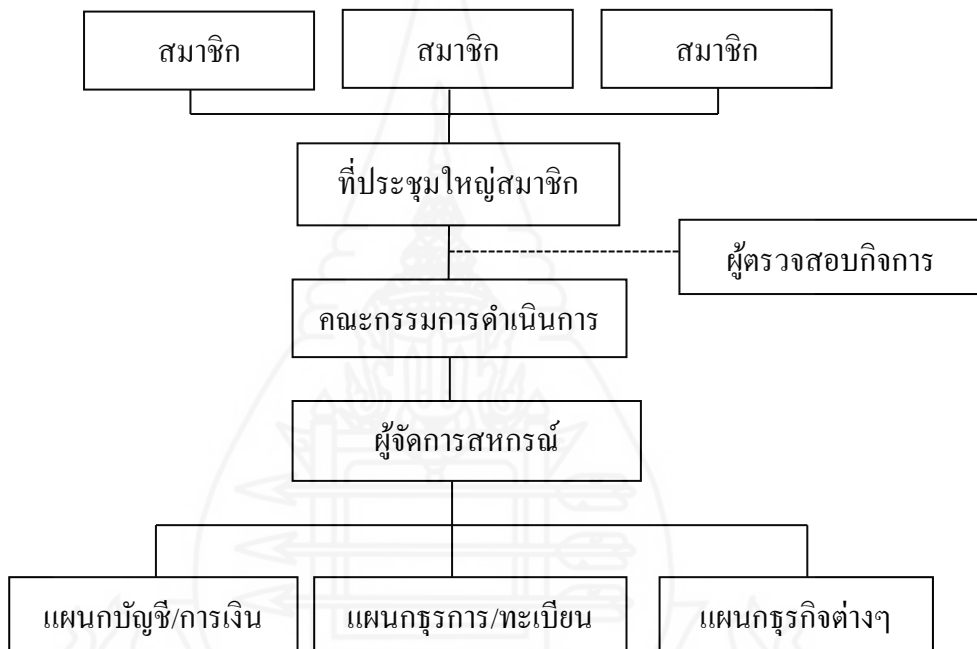 สมาชิก
สมาชิก
สมาชิก
ที่ประชุมใหญ่สมาชิก
ผู้ตรวจสอบกิจการ
คณะกรรมการดำเนินการ
ผู้จัดการสหกรณ์
แผนกบัญชี/การเงิน
แผนกธุรการ/ทะเบียน
แผนกธุรกิจต่างๆ